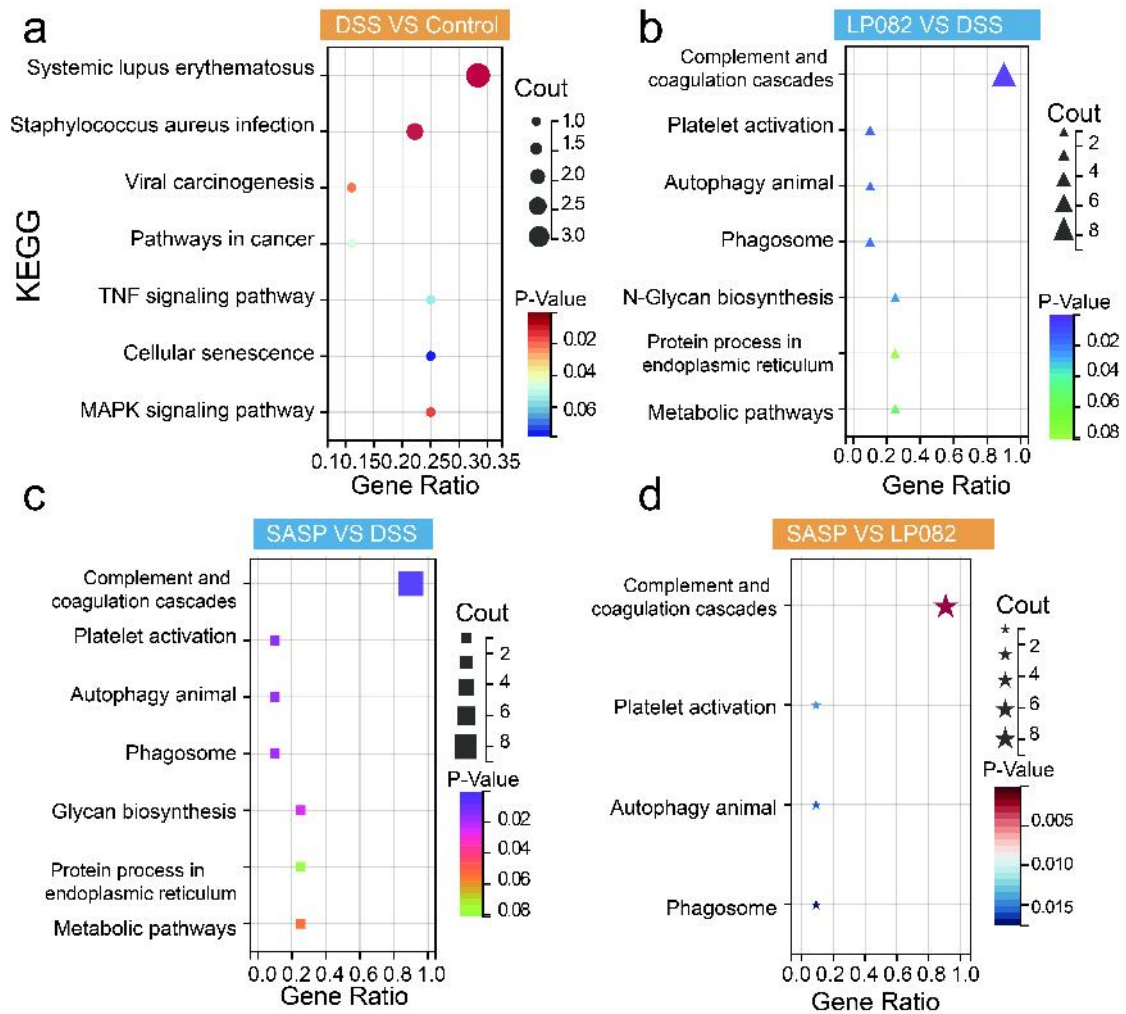 a
DSS VS Control
KEGG
Systemic lupus erythematosus
Staphylococcus aureus infection
Viral carcinogenesis
Pathways in cancer
TNF signaling pathway
Cellular senescence
MAPK signaling pathway
0.10.150.20.250.30.35
Gene Ratio
Cout
1.0
1.5
2.0
2.5
3.0
P-Value
0.02
0.04
0.06
b
LP082 VS DSS
Complement and
coagulation cascades
Platelet activation
Autophagy animal
Phagosome
N-Glycan biosynthesis
Protein process in
endoplasmic reticulum
Metabolic pathways
0.0 0.2 0.4 0.6 0.8 1.0
Gene Ratio
Cout
2
4
6
8
P-Value
0.02
0.04
0.06
0.08
c
SASP VS DSS
Complement and
coagulation cascades
Platelet activation
Autophagy animal
Phagosome
Glycan biosynthesis
Protein process in
endoplasmic reticulum
Metabolic pathways
0.0 0.2 0.4 0.6 0.8 1.0
Gene Ratio
Cout
2
4
6
8
P-Value
0.02
0.04
0.06
0.08
d
SASP VS LP082
Complement and
coagulation cascades
Platelet activation
Autophagy animal
Phagosome
0.0 0.2 0.4 0.6 0.8 1.0
Gene Ratio
Cout
2
4
6
8
P-Value
0.005
0.010
0.015